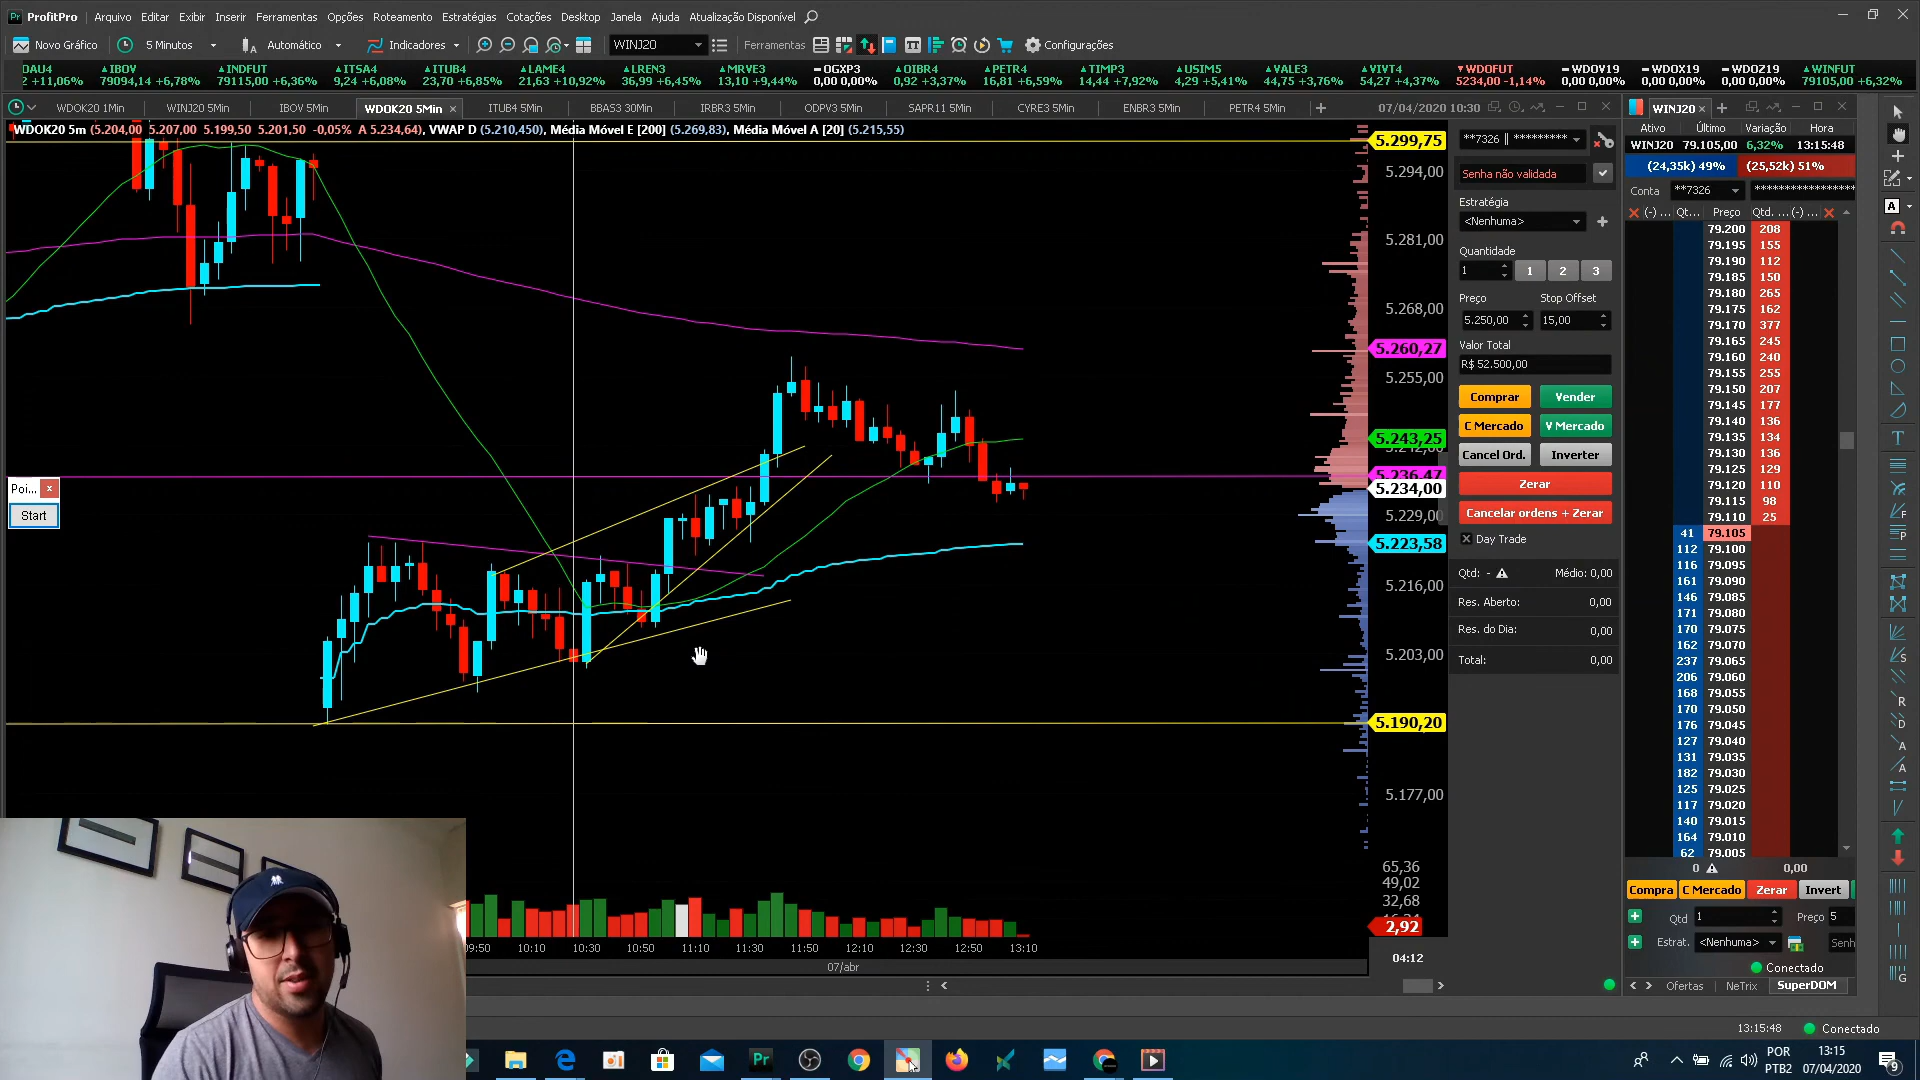 ProfitPro Arquivo Editar Exibir Inserir Ferramentas Opções Roteamento Estratégias Cotações Desktop Janela Ajuda Atualização Disponível
Novo Gráfico 5 Minutos Automático Indicadores WINJ20 Ferramentas Configurações
DAU4 IBOV INDFUT ITSA4 ITUB4 LAME4 LREN3 MRVE3 OGXP3 OIBR4 PETR4 TIMP3 USIM5 VALE3 VIVT4 WDOFUT WDOV19 WDOX19 WDOZ19 WINFUT
2 +11,06% 79094,14 +6,78% 79115,00 +6,36% 9,24 +6,08% 23,70 +6,85% 21,63 +10,92% 36,99 +6,45% 13,10 +9,44% 0,00 0,00% 0,92 +3,37% 16,81 +6,59% 14,44 +7,92% 4,29 +5,41% 44,75 +3,76% 54,27 +4,37% 5234,00 -1,14% 0,00 0,00% 0,00 0,00% 0,00 0,00% 79105,00 +6,32%
WDOK20 1Min WINJ20 5Min IBOV 5Min WDOK20 5Min ITUB4 5Min BBAS3 30Min IRBR3 5Min ODPV3 5Min SAPR11 5Min CYRE3 5Min ENBR3 5Min PETR4 5Min 07/04/2020 10:30
WDOK20 5m (5.204,00 5.207,00 5.199,50 5.201,50 -0,05% A 5.234,64), VWAP D (5.210,450), Média Móvel E [200] (5.269,83), Média Móvel A [20] (5.215,55)
5.299,75
5.294,00
5.281,00
5.268,00
5.260,27
5.255,00
5.243,25
5.242,00
5.236,47
5.234,00
5.229,00
5.223,58
5.216,00
5.203,00
5.190,20
5.177,00
65,36
49,02
32,68
2,92
04:12
Poi...
Start
09:50 10:10 10:30 10:50 11:10 11:30 11:50 12:10 12:30 12:50 13:10
07/abr
**7326 || *********
Senha não validada
Estratégia
<Nenhuma>
Quantidade
1 1 2 3
Preço Stop Offset
5.250,00 15,00
Valor Total
R$ 52.500,00
Comprar Vender
C Mercado V Mercado
Cancel Ord. Inverter
Zerar
Cancelar ordens + Zerar
Day Trade
Qtd: - Médio: 0,00
Res. Aberto: 0,00
Res. do Dia: 0,00
Total: 0,00
WINJ20
Ativo Último Variação Hora
WINJ20 79.105,00 6,32% 13:15:48
(24,35k) 49% (25,52k) 51%
Conta **7326
(-) ... Qt... Preço Qtd. ... (-) ...
79.200 208
79.195 155
79.190 112
79.185 150
79.180 265
79.175 162
79.170 377
79.165 245
79.160 240
79.155 255
79.150 207
79.145 177
79.140 136
79.135 134
79.130 136
79.125 129
79.120 110
79.115 98
79.110 25
41 79.105
112 79.100
116 79.095
161 79.090
146 79.085
171 79.080
170 79.075
162 79.070
237 79.065
206 79.060
168 79.055
170 79.050
176 79.045
127 79.040
131 79.035
182 79.030
125 79.025
117 79.020
140 79.015
164 79.010
62 79.005
0 0,00
Compra C Mercado Zerar Invert
Qtd 1 Preço 5
Estrat. <Nenhuma> Senh
Conectado
Ofertas NeTrix SuperDOM
13:15:48 Conectado
POR
PTB2
13:15
07/04/2020
9